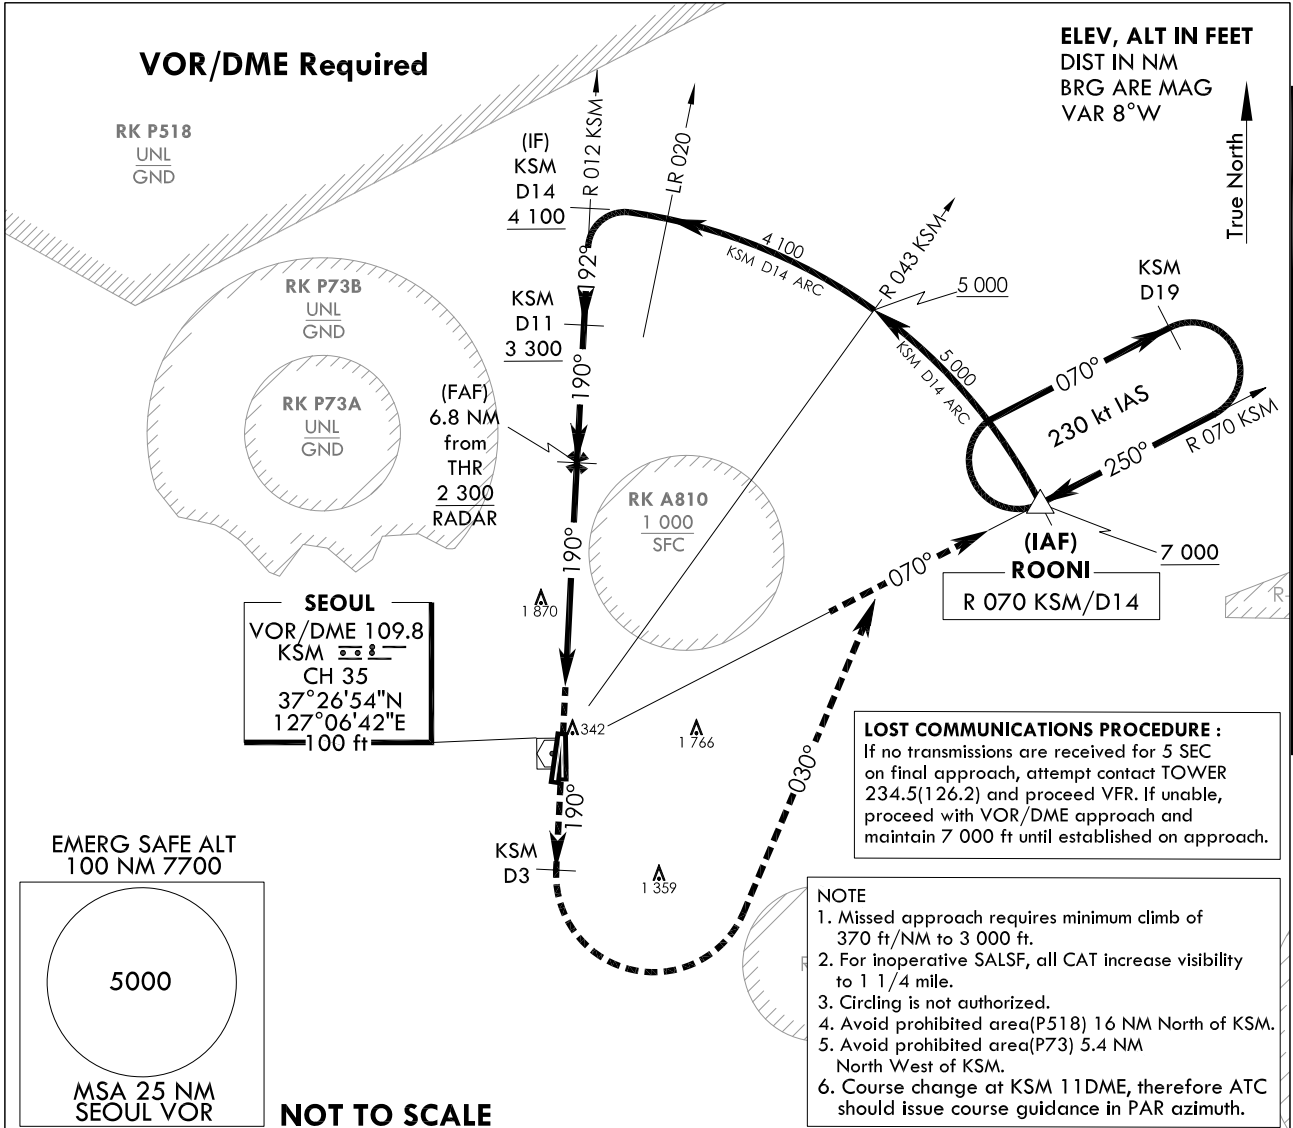 VOR/DME Required
ELEV, ALT IN FEET
DIST IN NM
BRG ARE MAG
VAR 8°W
True North
RK P518
UNL
GND
(IF)
KSM
D14
4 100
R 012 KSM
LR 020
4 100
KSM D14 ARC
R 043 KSM
5 000
KSM
D19
192°
RK P73B
UNL
GND
KSM
D11
3 300
5 000
KSM D14 ARC
070°
230 kt IAS
R 070 KSM
250°
190°
RK P73A
UNL
GND
(FAF)
6.8 NM
from
THR
2 300
RADAR
RK A810
1 000
SFC
190°
070°
(IAF)
ROONI
R 070 KSM/D14
7 000
R-
1 870
SEOUL
VOR/DME 109.8
KSM
CH 35
37°26'54"N
127°06'42"E
100 ft
342
1 766
030°
190°
KSM
D3
1 359
LOST COMMUNICATIONS PROCEDURE :
If no transmissions are received for 5 SEC
on final approach, attempt contact TOWER
234.5(126.2) and proceed VFR. If unable,
proceed with VOR/DME approach and
maintain 7 000 ft until established on approach.
EMERG SAFE ALT
100 NM 7700
5000
MSA 25 NM
SEOUL VOR
NOT TO SCALE
R
NOTE
1. Missed approach requires minimum climb of
370 ft/NM to 3 000 ft.
2. For inoperative SALSF, all CAT increase visibility
to 1 1/4 mile.
3. Circling is not authorized.
4. Avoid prohibited area(P518) 16 NM North of KSM.
5. Avoid prohibited area(P73) 5.4 NM
North West of KSM.
6. Course change at KSM 11DME, therefore ATC
should issue course guidance in PAR azimuth.